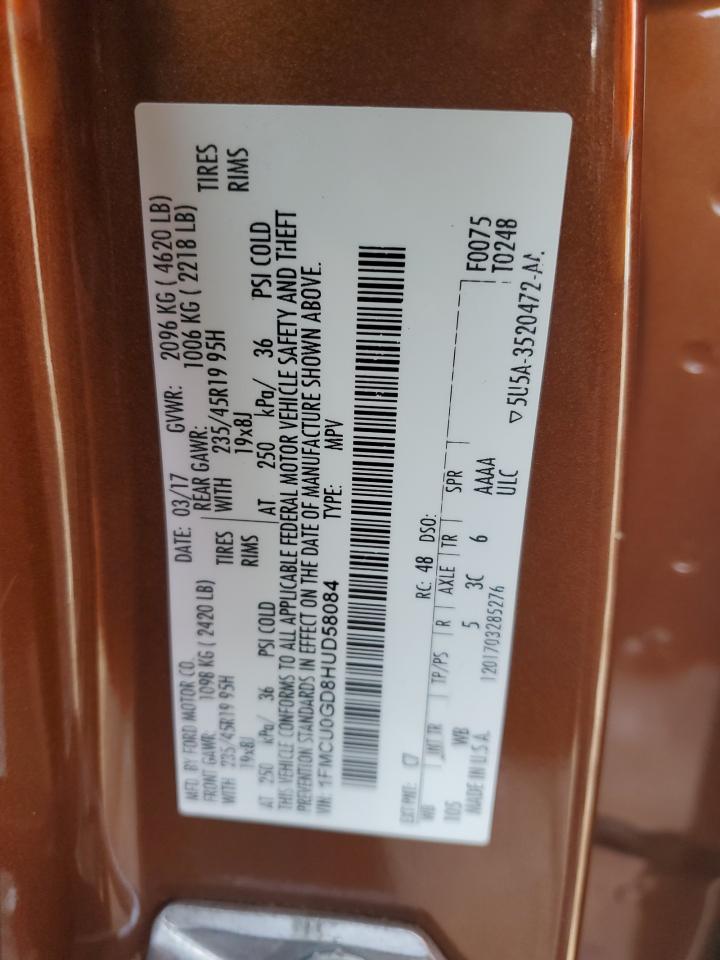 MFD. BY FORD MOTOR CO. DATE: 03/17 GVWR: 2096 KG ( 4620 LB)
FRONT GAWR: 1098 KG ( 2420 LB) REAR GAWR: 1006 KG ( 2218 LB)
WITH 235/45R19 95H TIRES WITH 235/45R19 95H TIRES
19x8J RIMS 19x8J RIMS
AT 250 kPa/ 36 PSI COLD AT 250 kPa/ 36 PSI COLD
THIS VEHICLE CONFORMS TO ALL APPLICABLE FEDERAL MOTOR VEHICLE SAFETY AND THEFT
PREVENTION STANDARDS IN EFFECT ON THE DATE OF MANUFACTURE SHOWN ABOVE.
VIN: 1FMCU0GD8HUD58084 TYPE: MPV
EXT PNT: C7 RC: 48 DSO: F0075
WB INT TR TP/PS R AXLE TR SPR T0248
105 WB 5 3C 6 AAAA
MADE IN U.S.A. 1201703285276 ULC ▽5U5A-3520472-AA